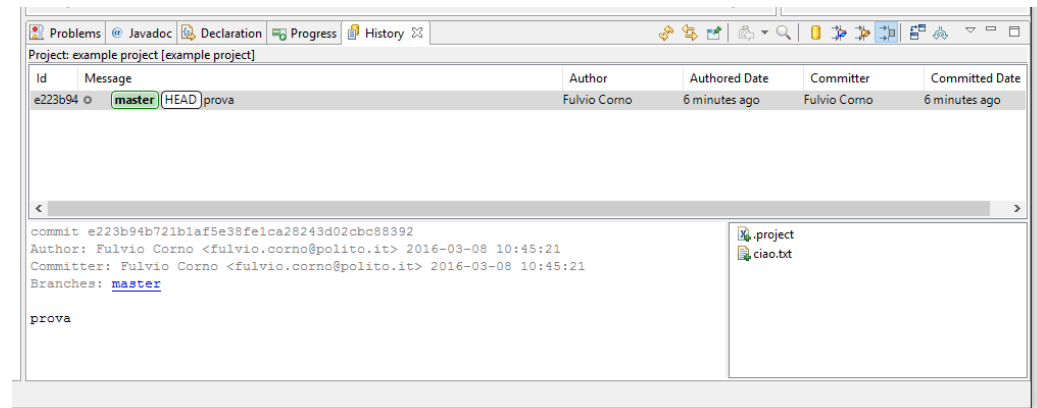 Problems @ Javadoc Declaration Progress History
Project: example project [example project]
Id Message Author Authored Date Committer Committed Date
e223b94 master HEAD prova Fulvio Corno 6 minutes ago Fulvio Corno 6 minutes ago
commit e223b94b721b1af5e38fe1ca28243d02cbc88392
Author: Fulvio Corno <fulvio.corno@polito.it> 2016-03-08 10:45:21
Committer: Fulvio Corno <fulvio.corno@polito.it> 2016-03-08 10:45:21
Branches: master
prova
.project
ciao.txt